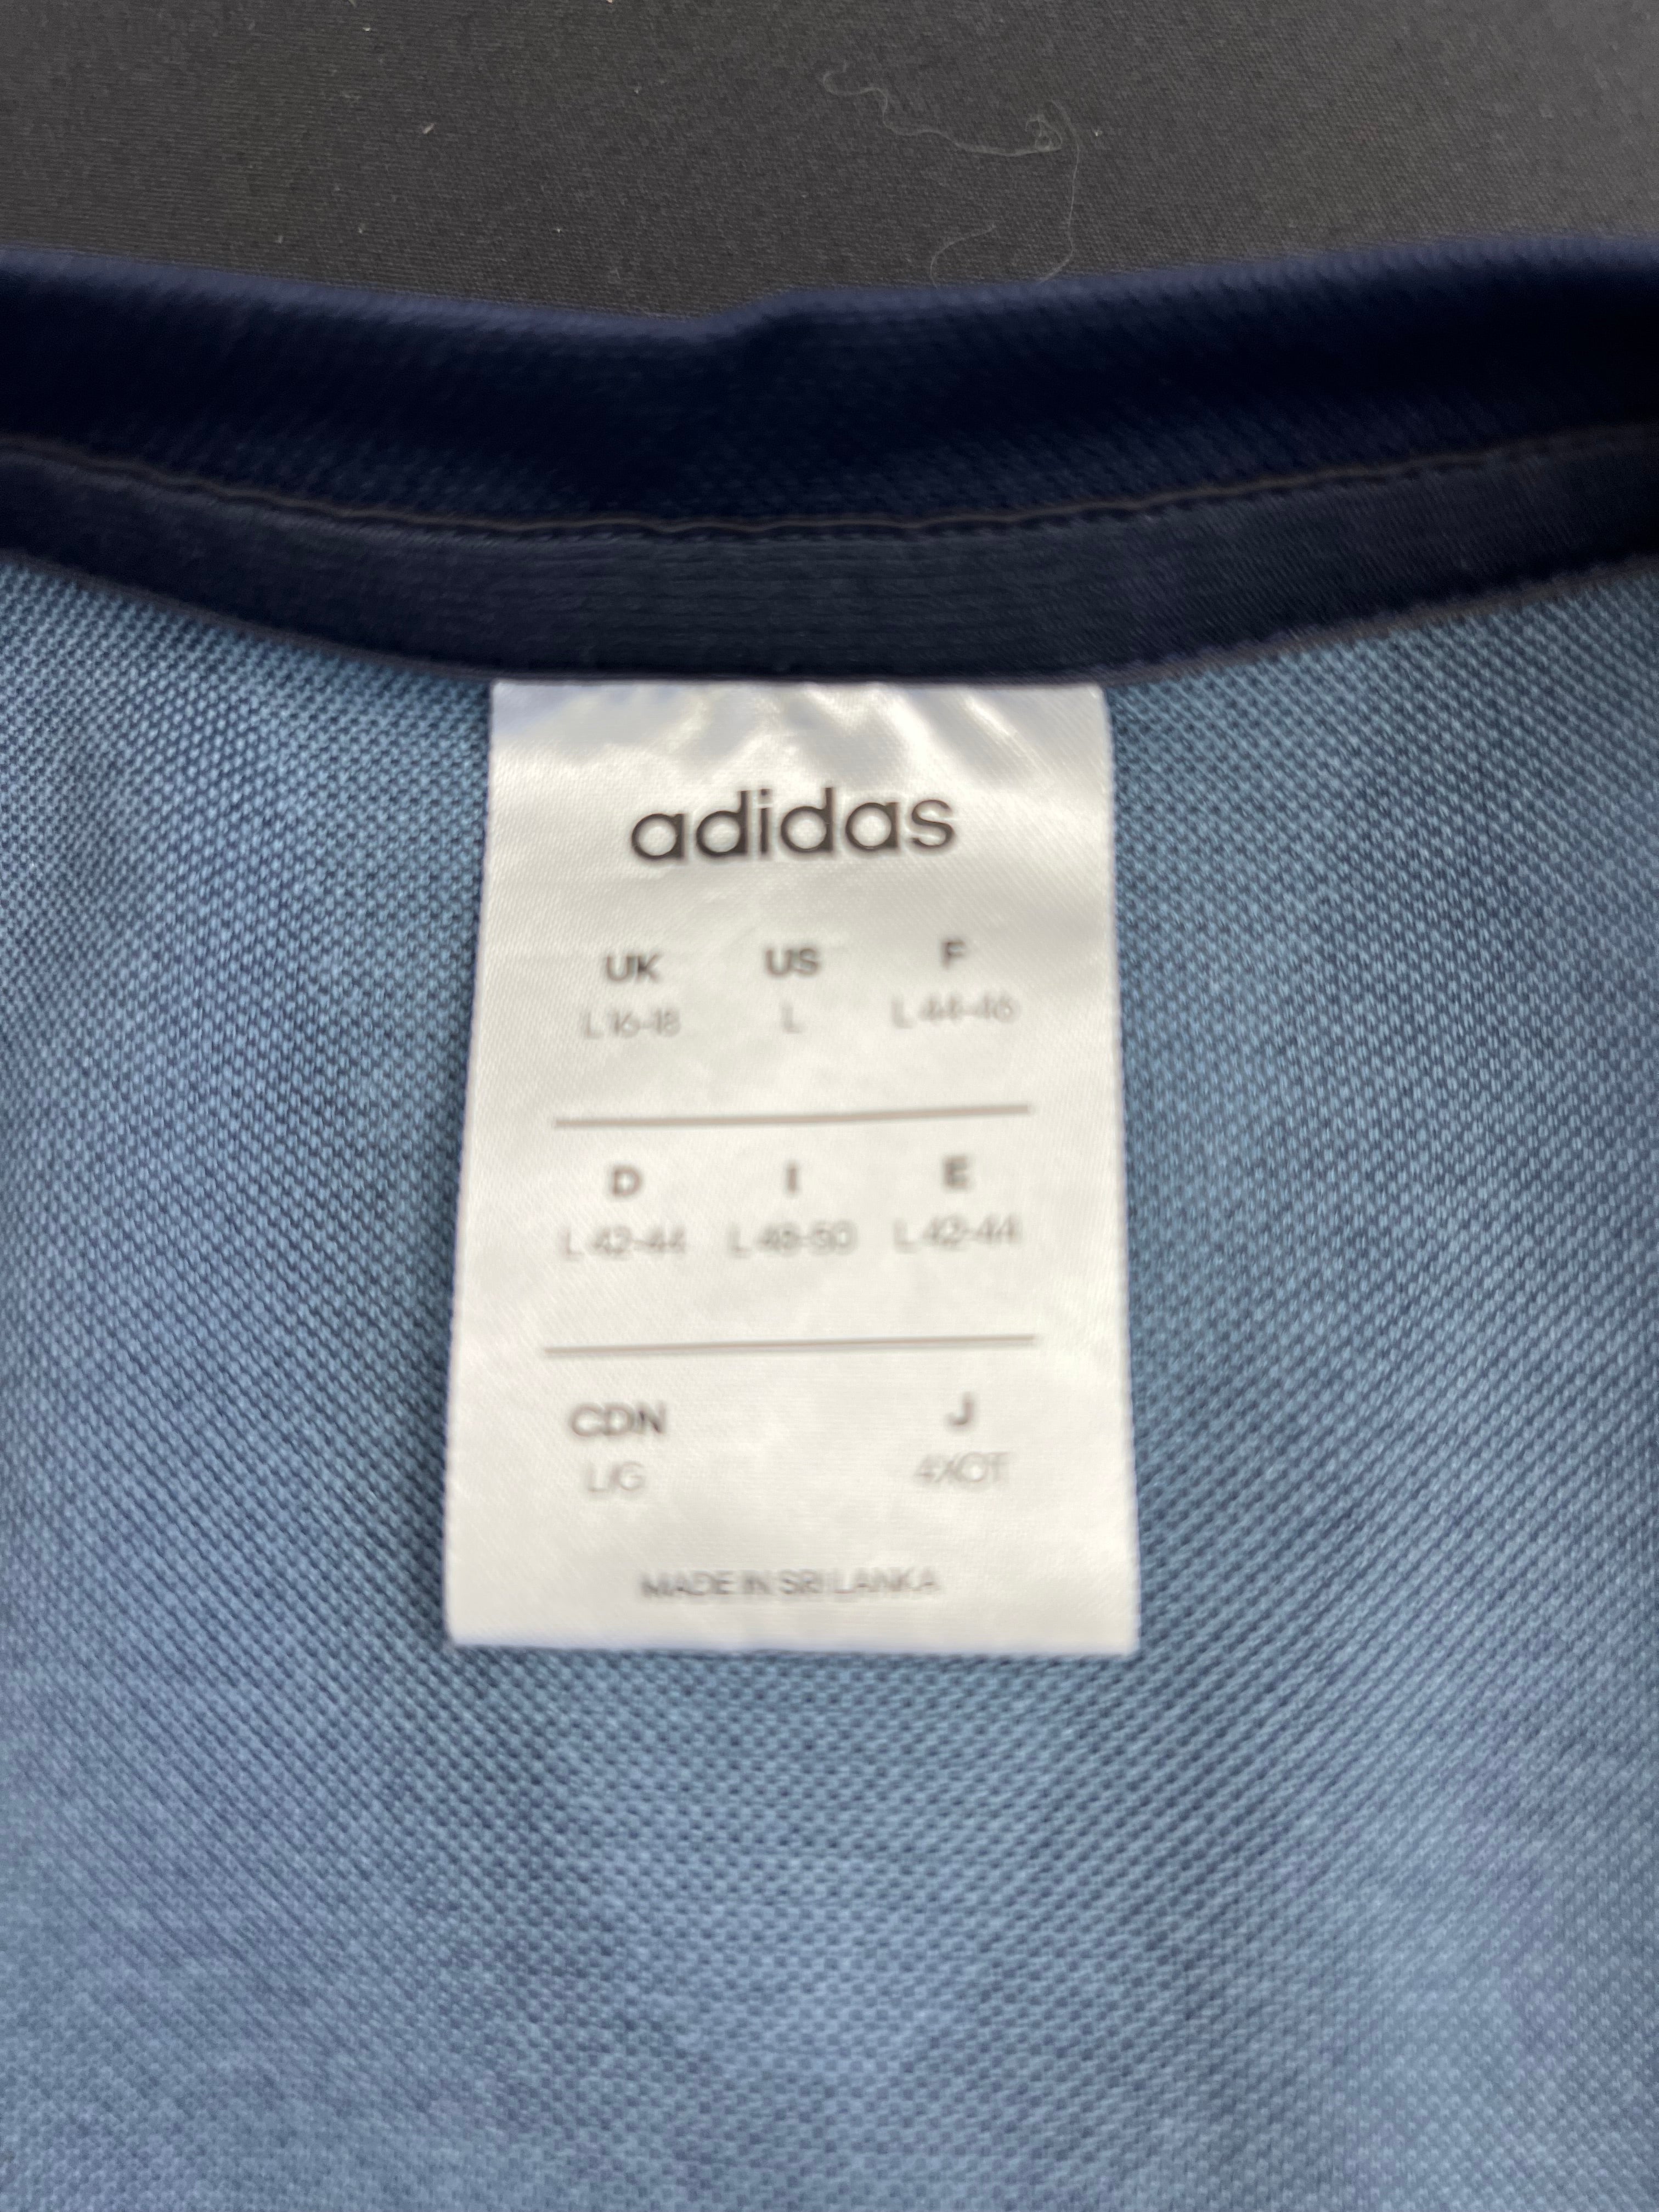 adidas
UK US F
L 16-18 L L 44-46
D I E
L 42-44 L 48-50 L 42-44
CDN J
L/G 4XOT
MADE IN SRI LANKA